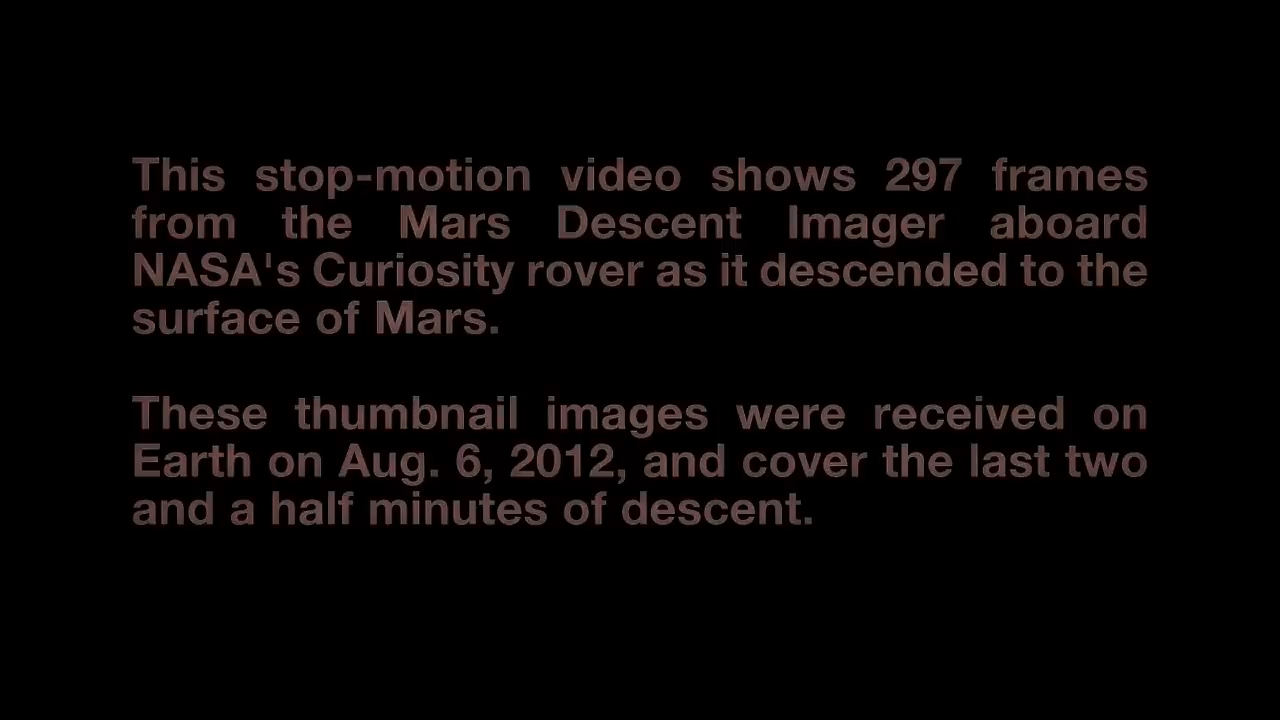 This stop-motion video shows 297 frames
from the Mars Descent Imager aboard
NASA's Curiosity rover as it descended to the
surface of Mars.
These thumbnail images were received on
Earth on Aug. 6, 2012, and cover the last two
and a half minutes of descent.